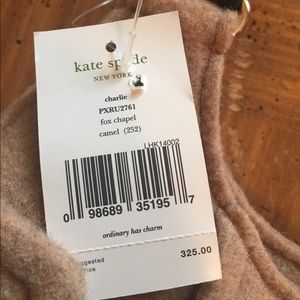 kate spade
NEW YORK
charlie
PXRU2761
fox chapel
camel (252)
LHK14002
0 98689 35195 7
ordinary has charm
325.00